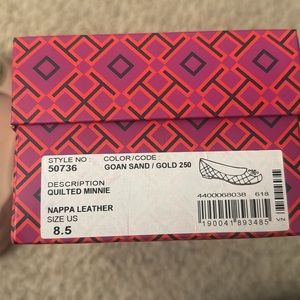 STYLE NO : COLOR/CODE :
50736 GOAN SAND / GOLD 250
DESCRIPTION
QUILTED MINNIE
4400068038 618
NAPPA LEATHER
SIZE US
8.5
190041893485
VN